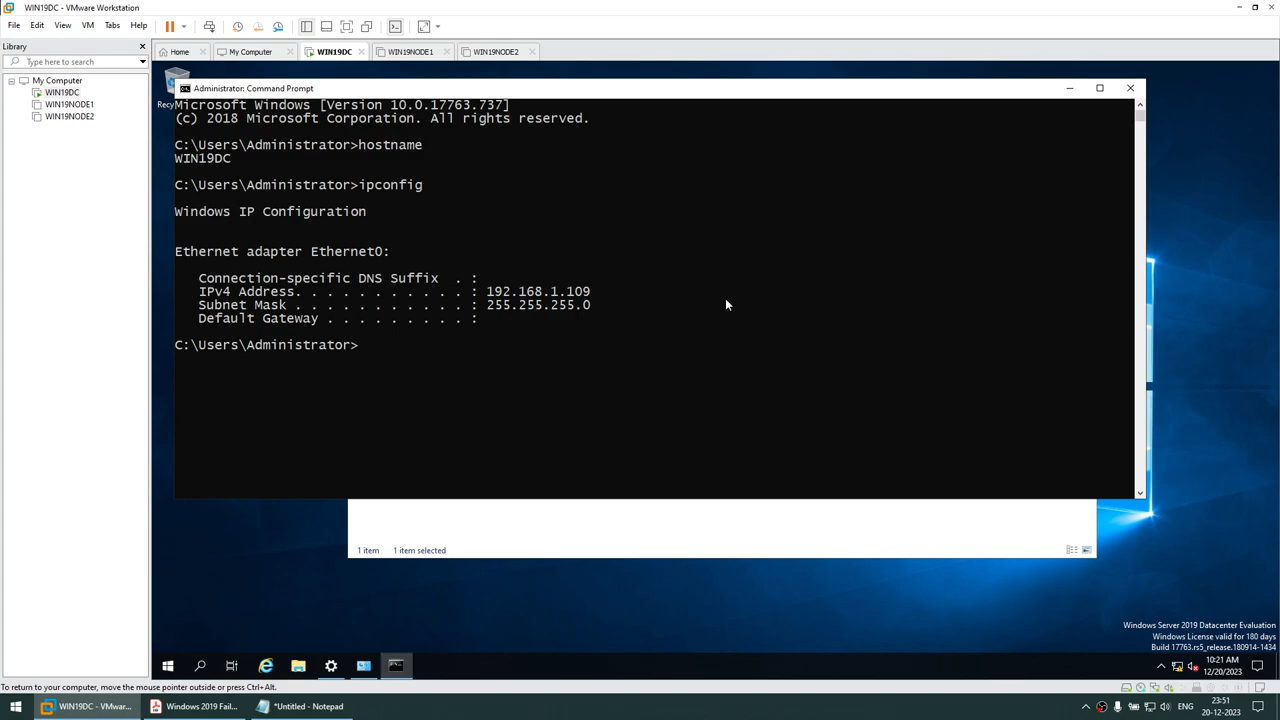 WIN19DC - VMware Workstation
File Edit View VM Tabs Help
Library
Type here to search
My Computer
WIN19DC
WIN19NODE1
WIN19NODE2
Home My Computer WIN19DC WIN19NODE1 WIN19NODE2
Recy
Administrator: Command Prompt
Microsoft Windows [Version 10.0.17763.737]
(c) 2018 Microsoft Corporation. All rights reserved.
C:\Users\Administrator>hostname
WIN19DC
C:\Users\Administrator>ipconfig
Windows IP Configuration
Ethernet adapter Ethernet0:
Connection-specific DNS Suffix . :
IPv4 Address. . . . . . . . . . . : 192.168.1.109
Subnet Mask . . . . . . . . . . . : 255.255.255.0
Default Gateway . . . . . . . . . :
C:\Users\Administrator>
1 item 1 item selected
Windows Server 2019 Datacenter Evaluation
Windows License valid for 180 days
Build 17763.rs5_release.180914-1434
10:21 AM
12/20/2023
To return to your computer, move the mouse pointer outside or press Ctrl+Alt.
WIN19DC - VMware... Windows 2019 Fail... *Untitled - Notepad
ENG
23:51
20-12-2023